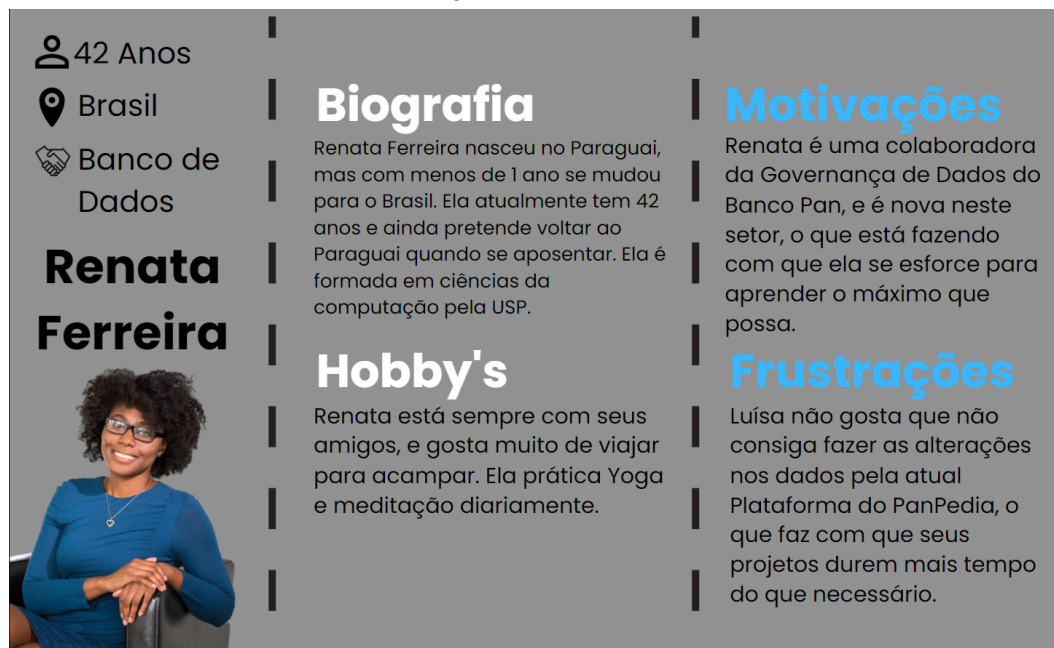 42 Anos
Brasil
Banco de
Dados
Renata
Ferreira
Biografia
Renata Ferreira nasceu no Paraguai,
mas com menos de 1 ano se mudou
para o Brasil. Ela atualmente tem 42
anos e ainda pretende voltar ao
Paraguai quando se aposentar. Ela é
formada em ciências da
computação pela USP.
Hobby's
Renata está sempre com seus
amigos, e gosta muito de viajar
para acampar. Ela prática Yoga
e meditação diariamente.
Motivações
Renata é uma colaboradora
da Governança de Dados do
Banco Pan, e é nova neste
setor, o que está fazendo
com que ela se esforce para
aprender o máximo que
possa.
Frustrações
Luísa não gosta que não
consiga fazer as alterações
nos dados pela atual
Plataforma do PanPedia, o
que faz com que seus
projetos durem mais tempo
do que necessário.